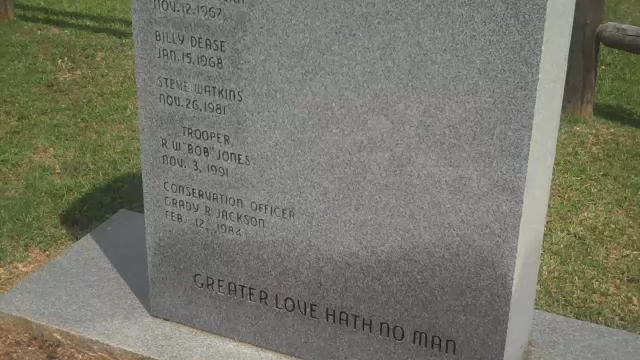 NOV. 12. 1967
BILLY DEASE
JAN. 15, 1968
STEVE WATKINS
NOV. 26, 1981
TROOPER
R. W. "BOB" JONES
NOV. 3, 1991
CONSERVATION OFFICER
GRADY R. JACKSON
FEB. 12, 1984
GREATER LOVE HATH NO MAN